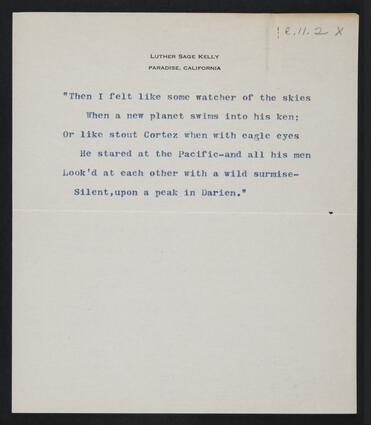 ! e.11.2 X
LUTHER SAGE KELLY
PARADISE, CALIFORNIA
"Then I felt like some watcher of the skies
When a new planet swims into his ken;
Or like stout Cortez when with eagle eyes
He stared at the Pacific-and all his men
Look'd at each other with a wild surmise-
Silent,upon a peak in Darien."